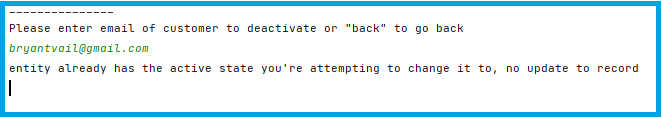 ---------------
Please enter email of customer to deactivate or "back" to go back
bryantvail@gmail.com
entity already has the active state you're attempting to change it to, no update to record